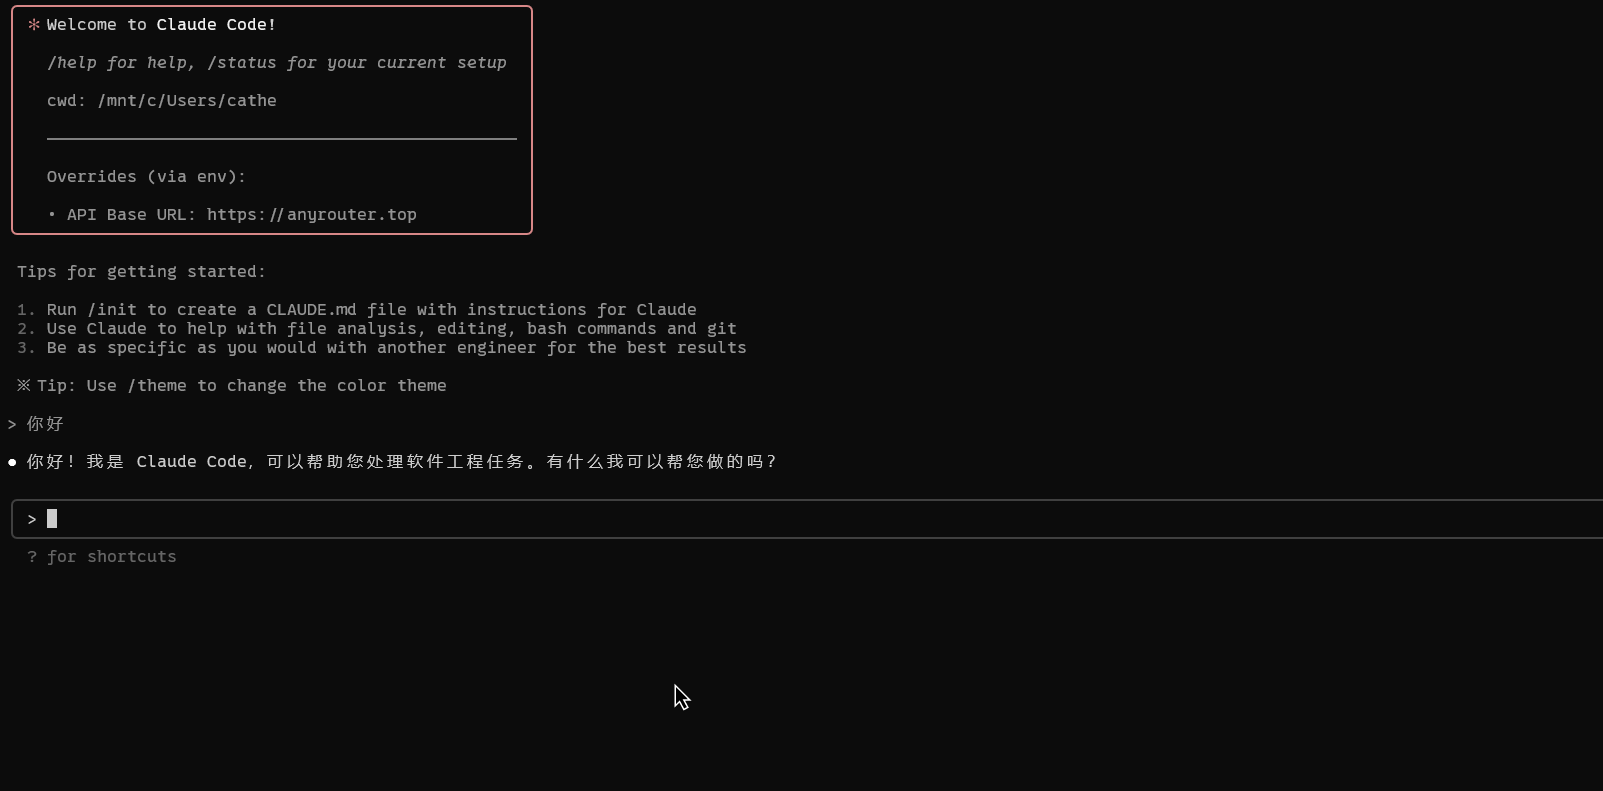 ✻ Welcome to Claude Code!
/help for help, /status for your current setup
cwd: /mnt/c/Users/cathe
Overrides (via env):
• API Base URL: https://anyrouter.top
Tips for getting started:
1. Run /init to create a CLAUDE.md file with instructions for Claude
2. Use Claude to help with file analysis, editing, bash commands and git
3. Be as specific as you would with another engineer for the best results
※ Tip: Use /theme to change the color theme
> 你好
● 你好！我是 Claude Code，可以帮助您处理软件工程任务。有什么我可以帮您做的吗？
>
? for shortcuts